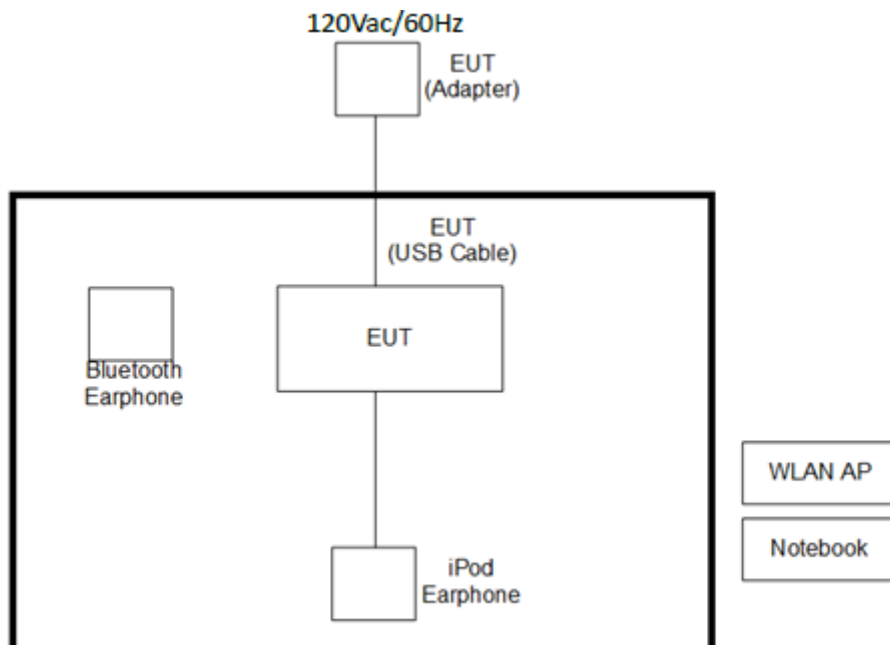 120Vac/60Hz
EUT
(Adapter)
EUT
(USB Cable)
EUT
Bluetooth
Earphone
WLAN AP
Notebook
iPod
Earphone